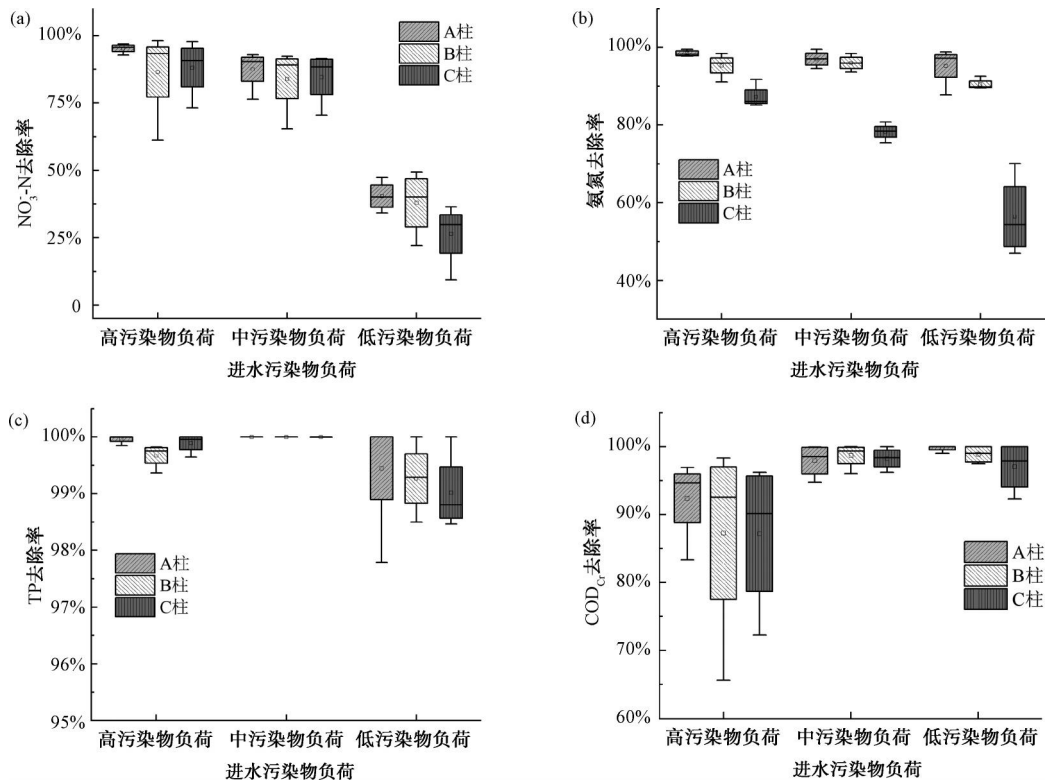 (a)
100%
75%
50%
25%
0
NO₃⁻-N去除率
A柱
B柱
C柱
高污染物负荷 中污染物负荷 低污染物负荷
进水污染物负荷
(b)
100%
80%
60%
40%
氨氮去除率
A柱
B柱
C柱
高污染物负荷 中污染物负荷 低污染物负荷
进水污染物负荷
(c)
100%
99%
98%
97%
96%
95%
TP去除率
A柱
B柱
C柱
高污染物负荷 中污染物负荷 低污染物负荷
进水污染物负荷
(d)
100%
90%
80%
70%
60%
COD_Cr去除率
A柱
B柱
C柱
高污染物负荷 中污染物负荷 低污染物负荷
进水污染物负荷